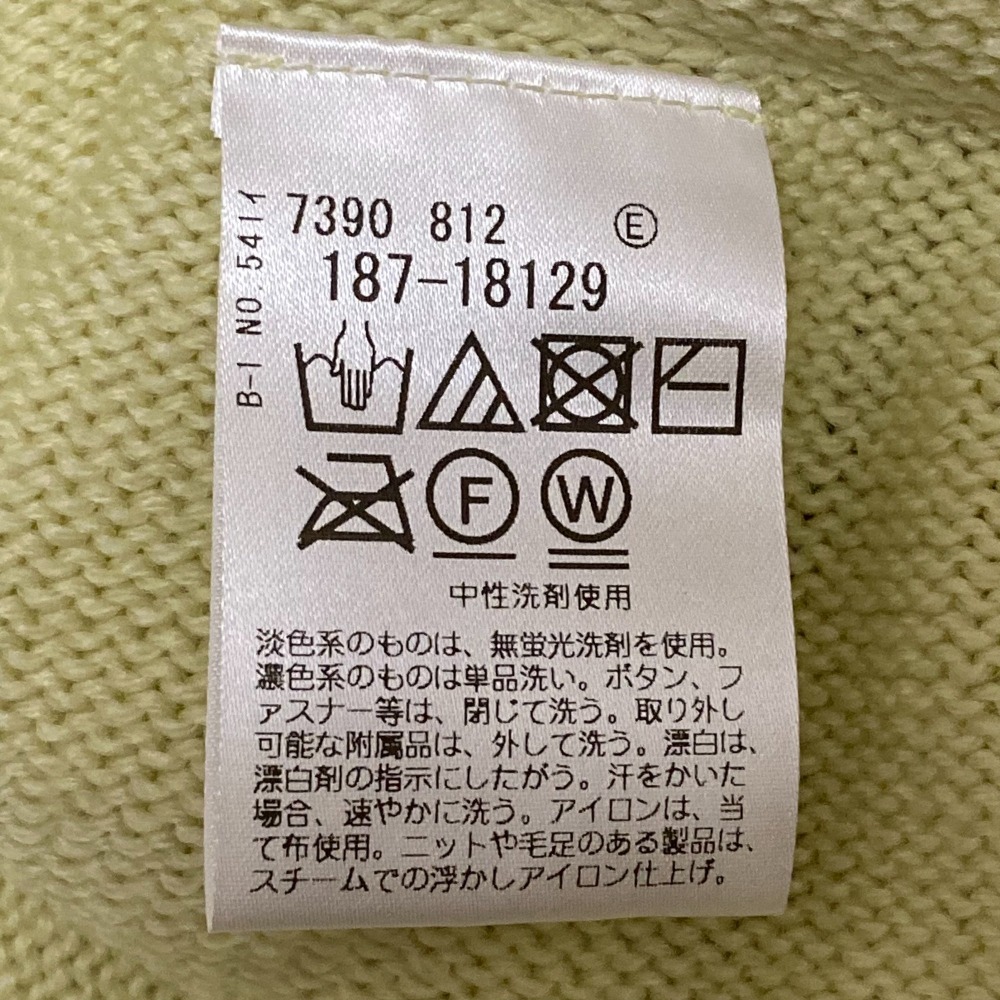 7390 812 Ⓔ
187-18129
B-1 NO.541イ
F W
中性洗剤使用
淡色系のものは、無蛍光洗剤を使用。
濃色系のものは単品洗い。ボタン、フ
ァスナー等は、閉じて洗う。取り外し
可能な附属品は、外して洗う。漂白は、
漂白剤の指示にしたがう。汗をかいた
場合、速やかに洗う。アイロンは、当
て布使用。ニットや毛足のある製品は、
スチームでの浮かしアイロン仕上げ。